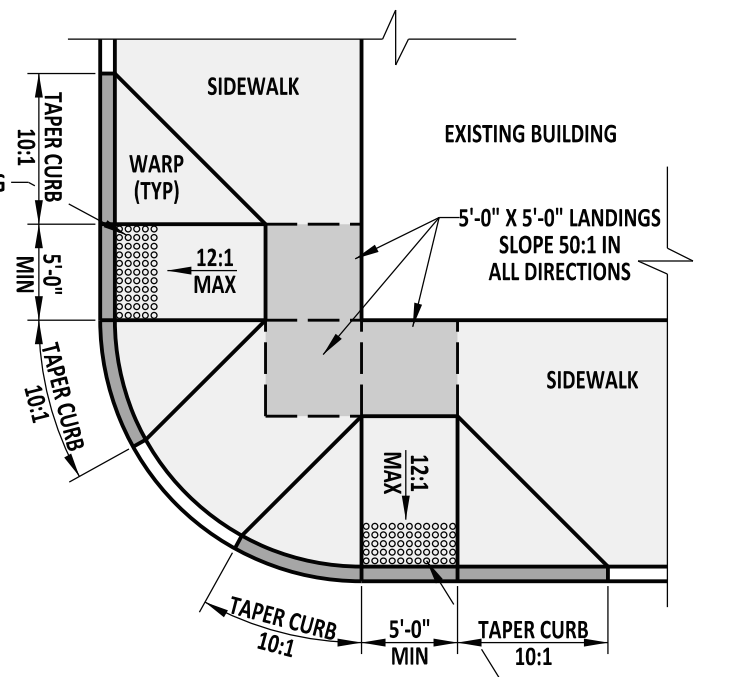 SIDEWALK
EXISTING BUILDING
TAPER CURB
10:1
WARP
(TYP)
5'-0" X 5'-0" LANDINGS
SLOPE 50:1 IN
ALL DIRECTIONS
5'-0"
MIN
12:1
MAX
TAPER CURB
10:1
SIDEWALK
12:1
MAX
TAPER CURB
10:1
5'-0"
MIN
TAPER CURB
10:1